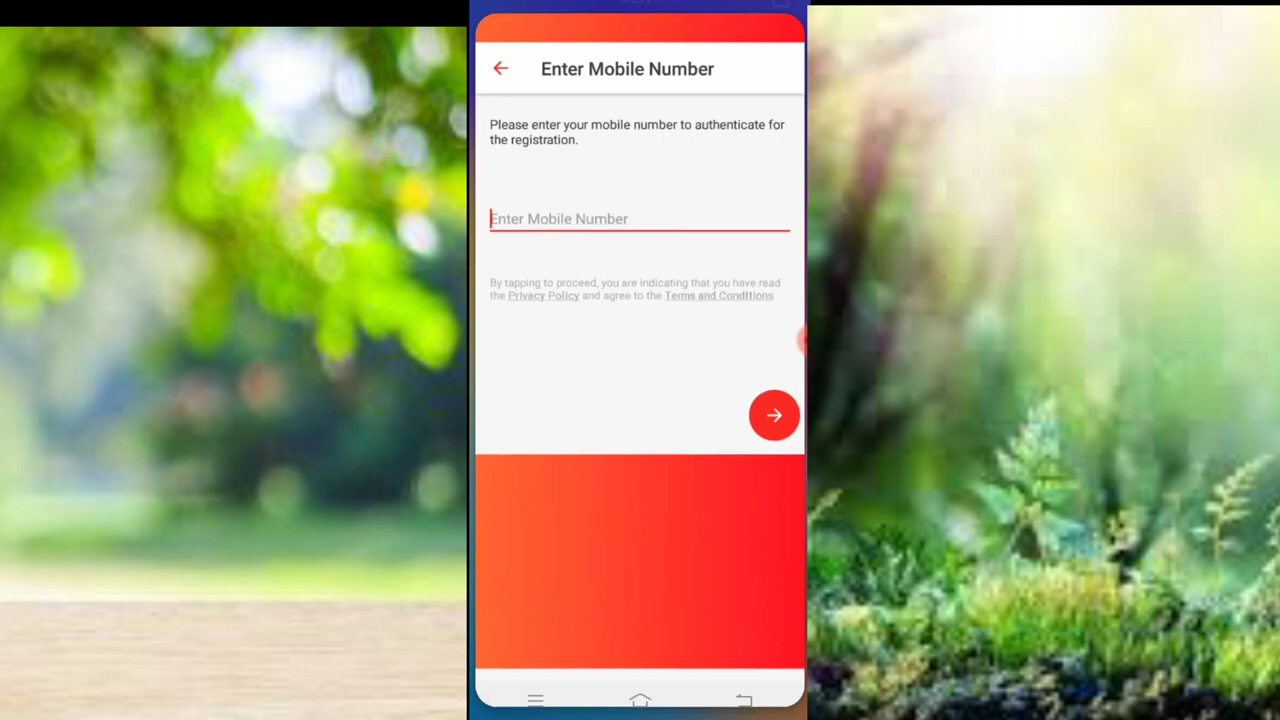 Enter Mobile Number
Please enter your mobile number to authenticate for
the registration.
Enter Mobile Number
By tapping to proceed, you are indicating that you have read
the Privacy Policy and agree to the Terms and Conditions